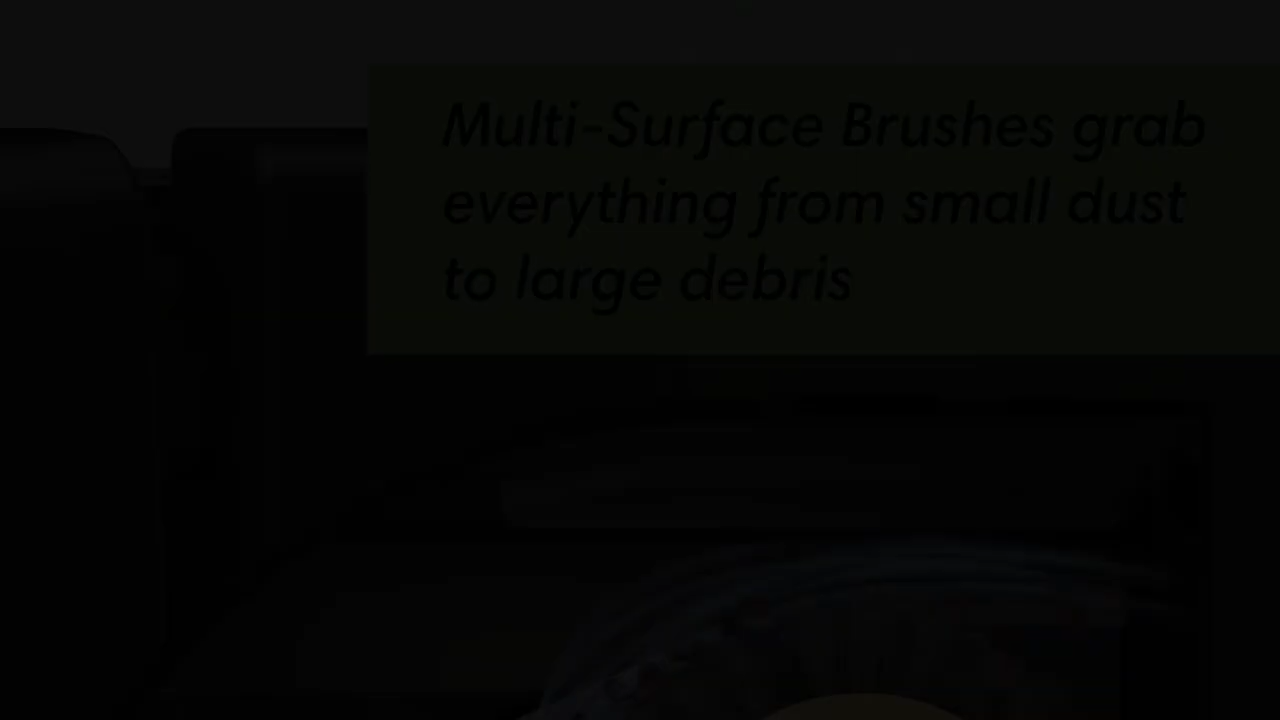 Multi-Surface Brushes grab
everything from small dust
to large debris